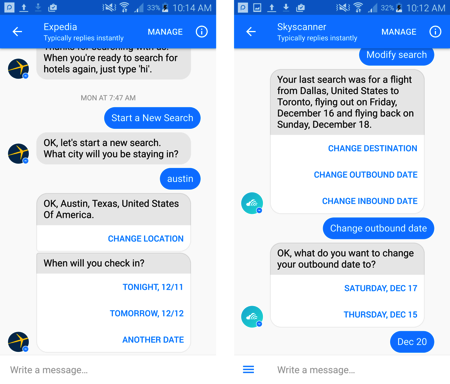 33% 10:14 AM
Expedia
Typically replies instantly
MANAGE
Thanks for searching with us.
When you're ready to search
for hotels again, just type 'hi'.
MON AT 7:47 AM
Start a New Search
OK, let's start a new search.
What city will you be staying in?
austin
OK, Austin, Texas, United States
Of America.
CHANGE LOCATION
When will you check in?
TONIGHT, 12/11
TOMORROW, 12/12
ANOTHER DATE
Write a message...
32% 10:12 AM
Skyscanner
Typically replies instantly
MANAGE
Modify search
Your last search was for a flight
from Dallas, United States to
Toronto, flying out on Friday,
December 16 and flying back on
Sunday, December 18.
CHANGE DESTINATION
CHANGE OUTBOUND DATE
CHANGE INBOUND DATE
Change outbound date
OK, what do you want to change
your outbound date to?
SATURDAY, DEC 17
THURSDAY, DEC 15
Dec 20
Write a message...